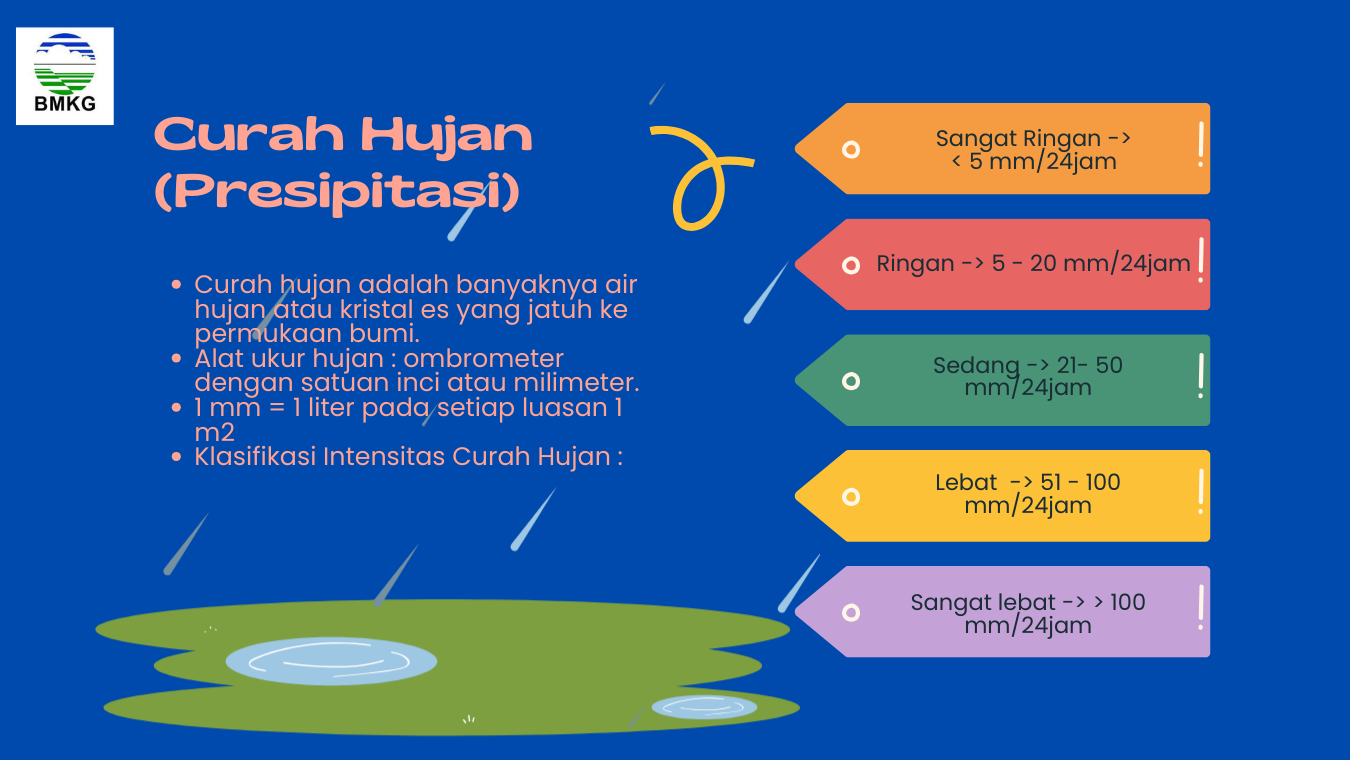 BMKG
Curah Hujan
(Presipitasi)
• Curah hujan adalah banyaknya air
hujan atau kristal es yang jatuh ke
permukaan bumi.
• Alat ukur hujan : ombrometer
dengan satuan inci atau milimeter.
• 1 mm = 1 liter pada setiap luasan 1
m2
• Klasifikasi Intensitas Curah Hujan :
Sangat Ringan ->
< 5 mm/24jam
Ringan -> 5 - 20 mm/24jam
Sedang -> 21- 50
mm/24jam
Lebat  -> 51 - 100
mm/24jam
Sangat lebat -> > 100
mm/24jam